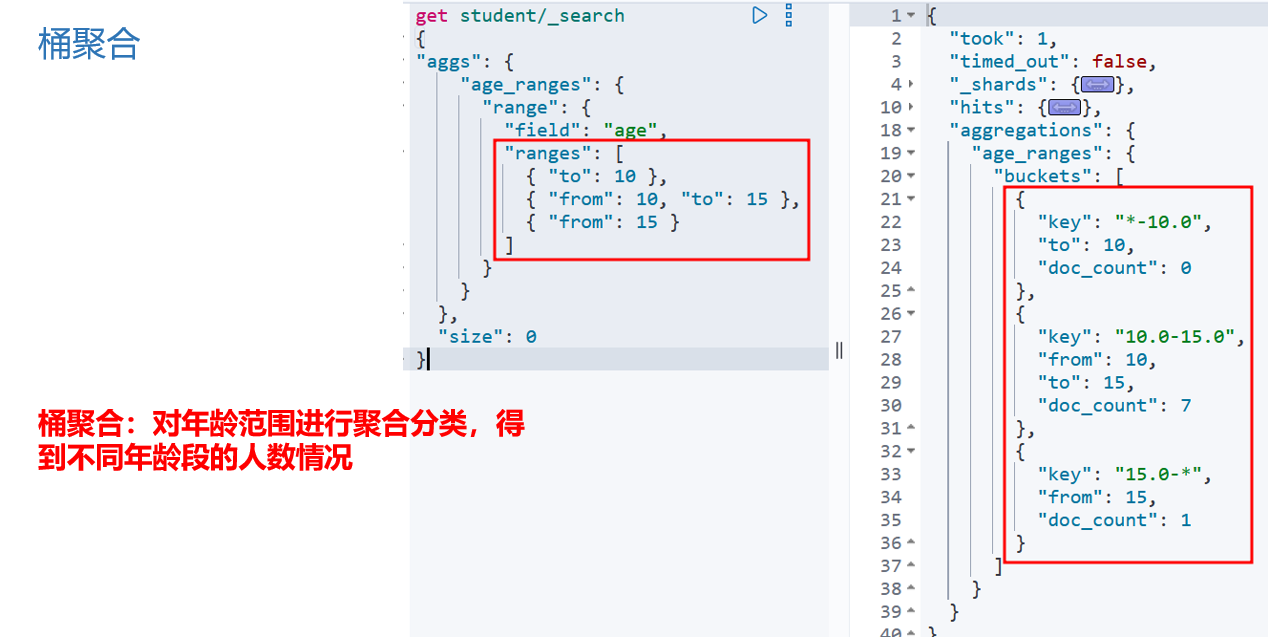 桶聚合
get student/_search
{
"aggs": {
"age_ranges": {
"range": {
"field": "age",
"ranges": [
{ "to": 10 },
{ "from": 10, "to": 15 },
{ "from": 15 }
]
}
}
},
"size": 0
}
桶聚合：对年龄范围进行聚合分类，得
到不同年龄段的人数情况
1 {
2 "took": 1,
3 "timed_out": false,
4 "_shards": {},
10 "hits": {},
18 "aggregations": {
19 "age_ranges": {
20 "buckets": [
21 {
22 "key": "*-10.0",
23 "to": 10,
24 "doc_count": 0
25 },
26 {
27 "key": "10.0-15.0",
28 "from": 10,
29 "to": 15,
30 "doc_count": 7
31 },
32 {
33 "key": "15.0-*",
34 "from": 15,
35 "doc_count": 1
36 }
37 ]
38 }
39 }
40 }